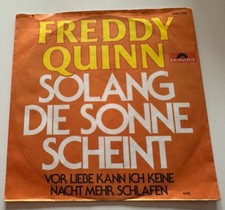 FREDDY
QUINN
SOLANG
DIE SONNE
SCHEINT
VOR LIEBE KANN ICH KEINE
NACHT MEHR SCHLAFEN